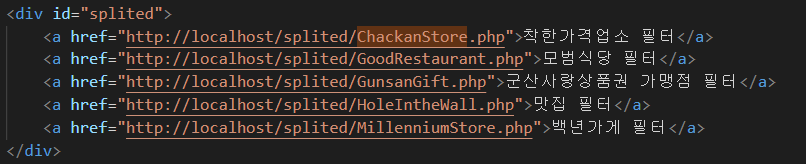 <div id="splited">
<a href="http://localhost/splited/ChackanStore.php">착한가격업소 필터</a>
<a href="http://localhost/splited/GoodRestaurant.php">모범식당 필터</a>
<a href="http://localhost/splited/GunsanGift.php">군산사랑상품권 가맹점 필터</a>
<a href="http://localhost/splited/HoleIntheWall.php">맛집 필터</a>
<a href="http://localhost/splited/MillenniumStore.php">백년가게 필터</a>
</div>